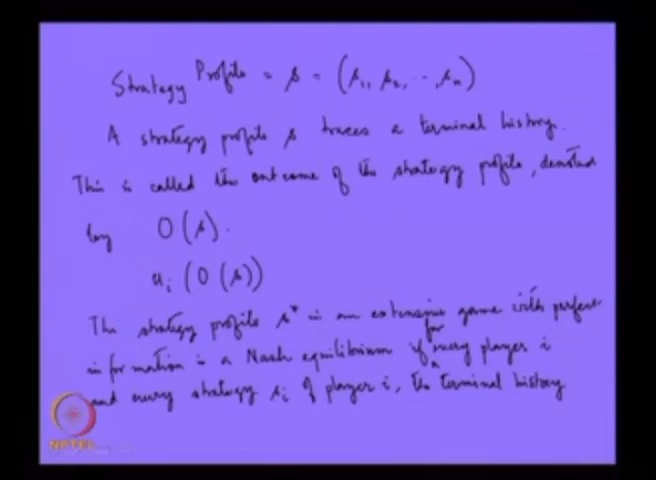 Strategy Profile = s = (s₁, s₂, ..., sₙ)
A strategy profile s traces a terminal history.
This is called the outcome of the strategy profile, denoted
by O(s).
uᵢ(O(s))
The strategy profile s* in an extensive game with perfect
information is a Nash equilibrium if for every player i
and every strategy sᵢ of player i, the terminal history
NPTEL